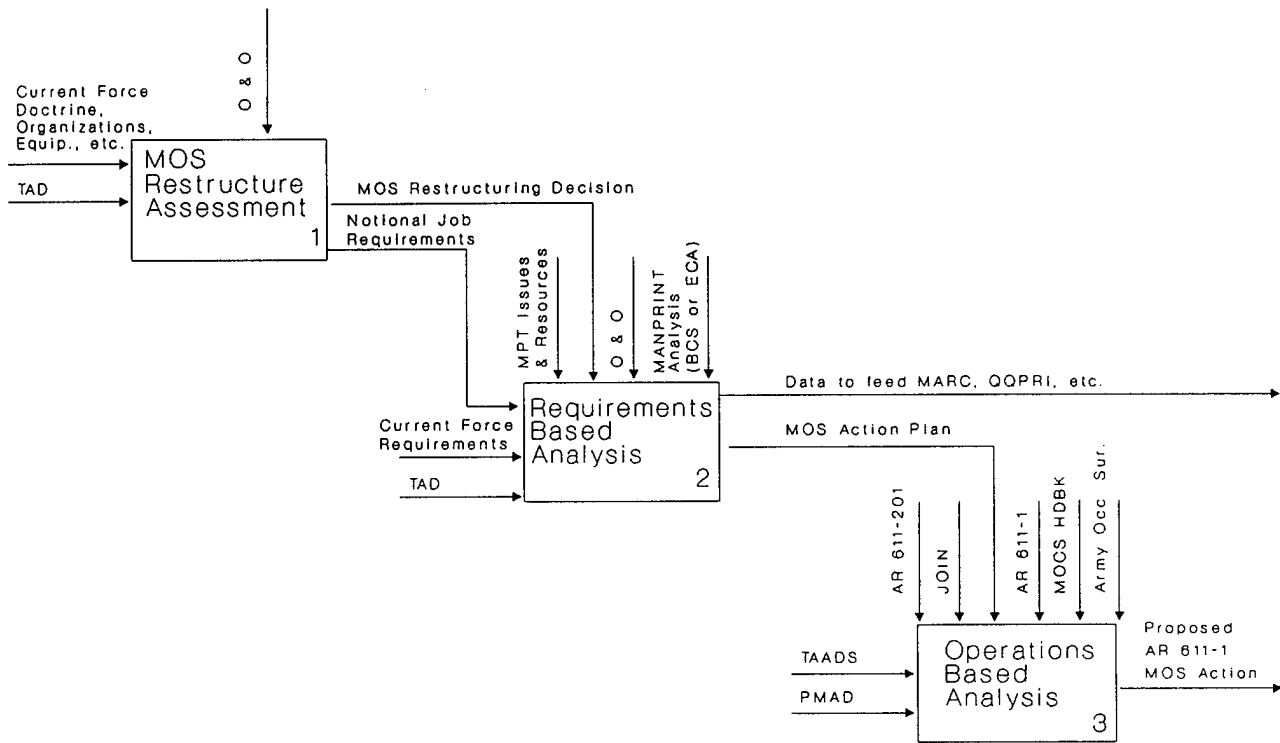 O & O
Current Force
Doctrine,
Organizations,
Equip., etc.
TAD
MOS
Restructure
Assessment
1
MOS Restructuring Decision
Notional Job
Requirements
MPT Issues
& Resources
O & O
MANPRINT
Analysis
(BCS or ECA)
Requirements
Based
Analysis
2
Current Force
Requirements
TAD
Data to feed MARC, QQPRI, etc.
MOS Action Plan
AR 611-201
JOIN
AR 611-1
MOCS HDBK
Army Occ Sur.
Operations
Based
Analysis
3
TAADS
PMAD
Proposed
AR 611-1
MOS Action